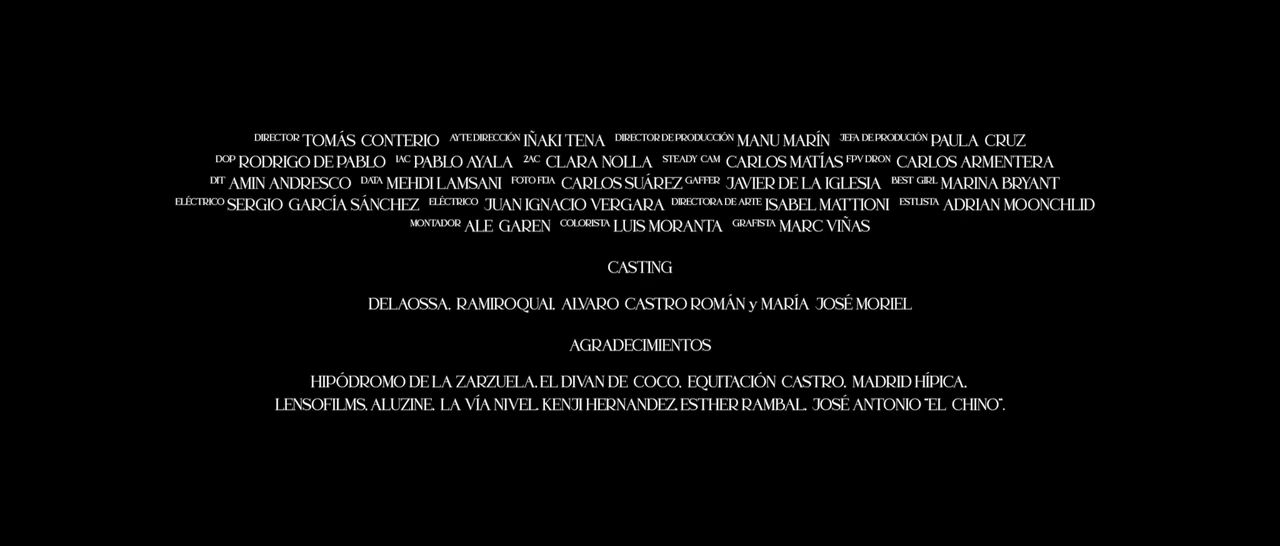 DIRECTOR TOMÁS CONTERIO AYTE DIRECCIÓN IÑAKI TENA DIRECTOR DE PRODUCCIÓN MANU MARÍN JEFA DE PRODUCIÓN PAULA CRUZ
DOP RODRIGO DE PABLO 1AC PABLO AYALA 2AC CLARA NOLLA STEADY CAM CARLOS MATÍAS FPV DRON CARLOS ARMENTERA
DIT AMIN ANDRESCO DATA MEHDI LAMSANI FOTO FIJA CARLOS SUÁREZ GAFFER JAVIER DE LA IGLESIA BEST GIRL MARINA BRYANT
ELÉCTRICO SERGIO GARCÍA SÁNCHEZ ELÉCTRICO JUAN IGNACIO VERGARA DIRECTORA DE ARTE ISABEL MATTIONI ESTLISTA ADRIAN MOONCHLID
MONTADOR ALE GAREN COLORISTA LUIS MORANTA GRAFISTA MARC VIÑAS
CASTING
DELAOSSA, RAMIROQUAI, ALVARO CASTRO ROMÁN y MARÍA JOSÉ MORIEL
AGRADECIMIENTOS
HIPÓDROMO DE LA ZARZUELA, EL DIVAN DE COCO, EQUITACIÓN CASTRO, MADRID HÍPICA,
LENSOFILMS, ALUZINE, LA VÍA NIVEL, KENJI HERNANDEZ, ESTHER RAMBAL, JOSÉ ANTONIO "EL CHINO".